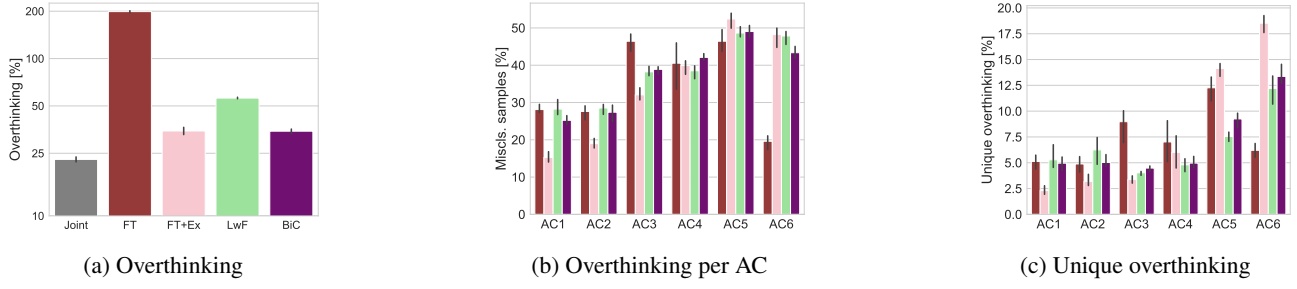 Overthinking [%]
200
100
50
25
10
Joint FT FT+Ex LwF BiC
(a) Overthinking
Miscls. samples [%]
50
40
30
20
10
0
AC1 AC2 AC3 AC4 AC5 AC6
(b) Overthinking per AC
Unique overthinking [%]
20.0
17.5
15.0
12.5
10.0
7.5
5.0
2.5
0.0
AC1 AC2 AC3 AC4 AC5 AC6
(c) Unique overthinking